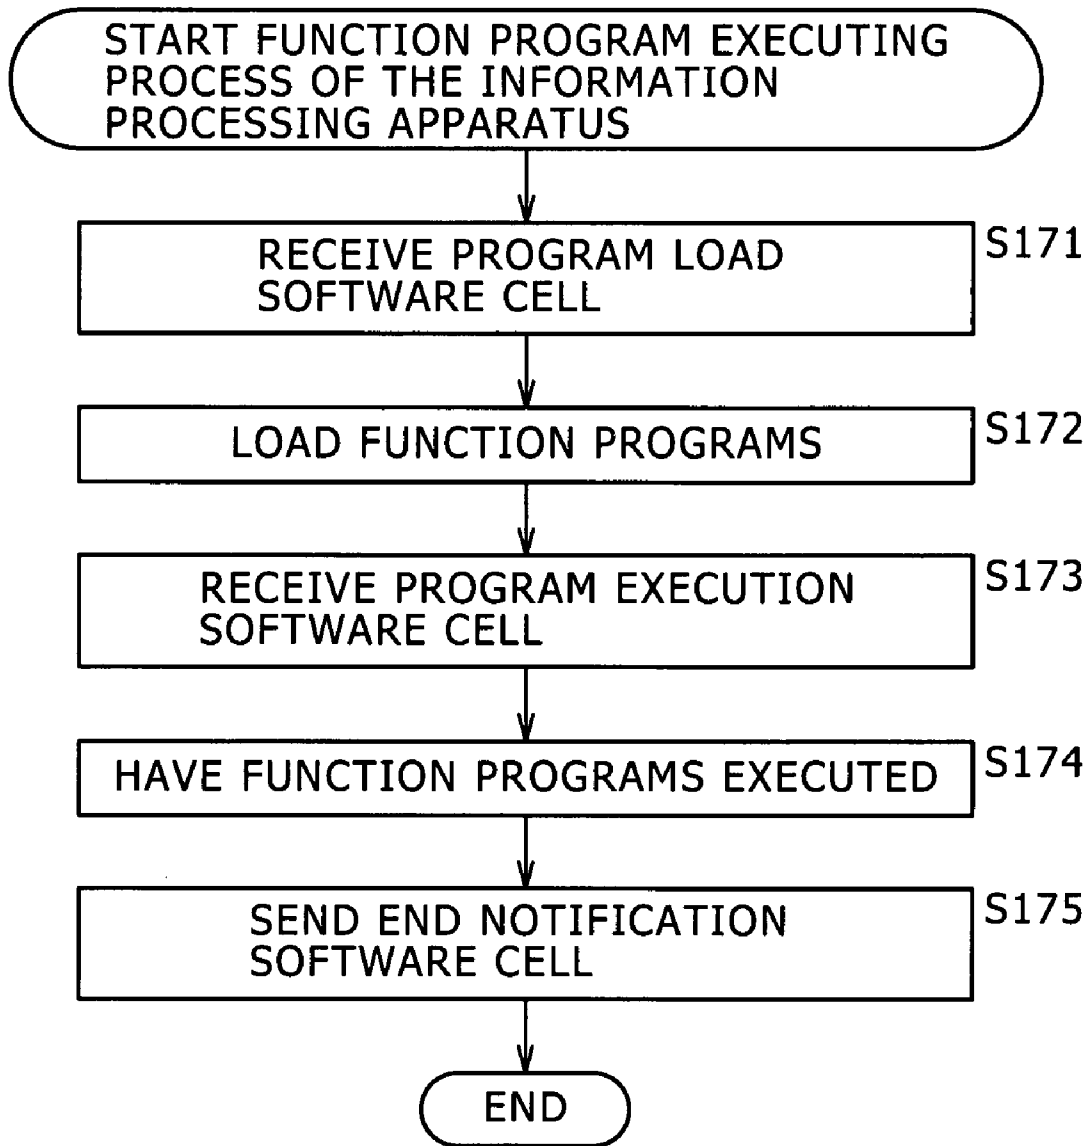 START FUNCTION PROGRAM EXECUTING
PROCESS OF THE INFORMATION
PROCESSING APPARATUS
RECEIVE PROGRAM LOAD
SOFTWARE CELL
S171
LOAD FUNCTION PROGRAMS
S172
RECEIVE PROGRAM EXECUTION
SOFTWARE CELL
S173
HAVE FUNCTION PROGRAMS EXECUTED
S174
SEND END NOTIFICATION
SOFTWARE CELL
S175
END